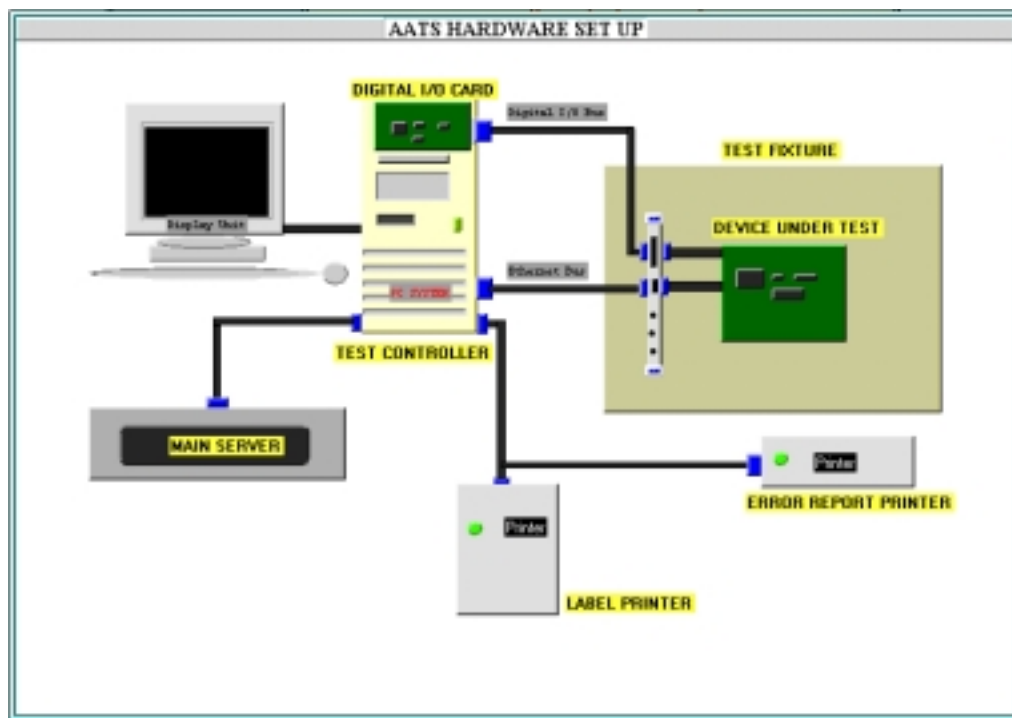 AATS HARDWARE SET UP
DIGITAL I/O CARD
Digital I/O Bus
TEST FIXTURE
Display Unit
DEVICE UNDER TEST
Ethernet Bus
PC SYSTEM
TEST CONTROLLER
MAIN SERVER
Printer
ERROR REPORT PRINTER
Printer
LABEL PRINTER